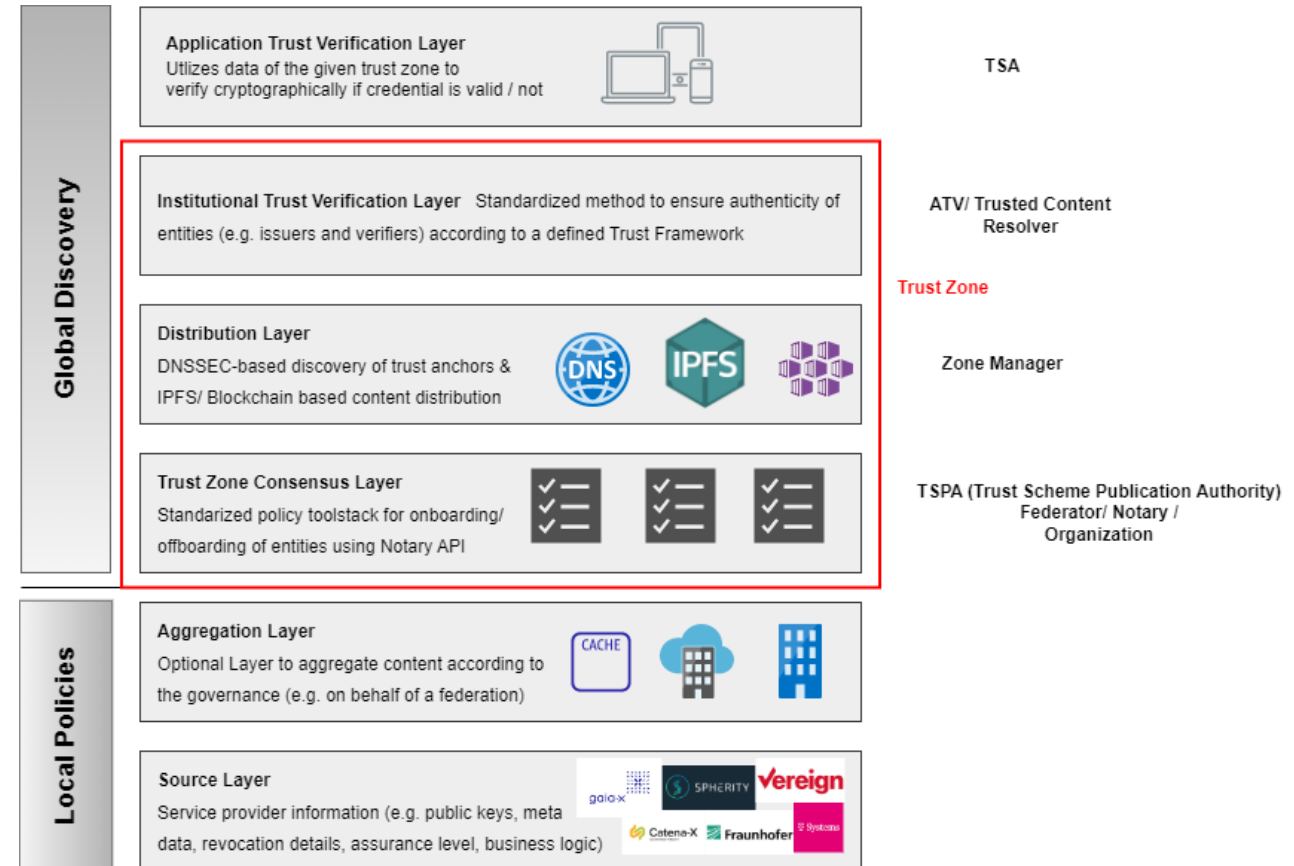 Global Discovery
Application Trust Verification Layer
Utlizes data of the given trust zone to
verify cryptographically if credential is valid / not
TSA
Institutional Trust Verification Layer Standardized method to ensure authenticity of
entities (e.g. issuers and verifiers) according to a defined Trust Framework
ATV/ Trusted Content
Resolver
Trust Zone
Distribution Layer
DNSSEC-based discovery of trust anchors &
IPFS/ Blockchain based content distribution
DNS
IPFS
Zone Manager
Trust Zone Consensus Layer
Standarized policy toolstack for onboarding/
offboarding of entities using Notary API
TSPA (Trust Scheme Publication Authority)
Federator/ Notary /
Organization
Local Policies
Aggregation Layer
Optional Layer to aggregate content according to
the governance (e.g. on behalf of a federation)
CACHE
Source Layer
Service provider information (e.g. public keys, meta
data, revocation details, assurance level, business logic)
gaia-x
SPHERITY
Vereign
Catena-X
Fraunhofer
T Systems